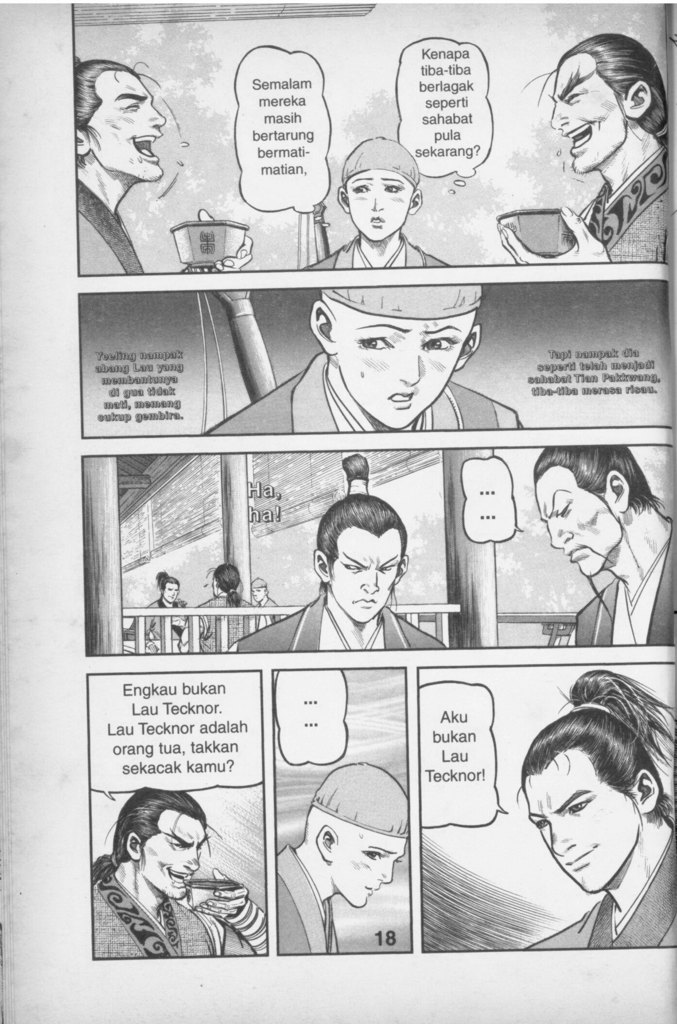 Semalam
mereka
masih
bertarung
bermati-
matian,
Kenapa
tiba-tiba
berlagak
seperti
sahabat
pula
sekarang?
Yeeling nampak
abang Lau yang
membantunya
di gua tidak
mati, memang
cukup gembira.
Tapi nampak dia
seperti telah menjadi
sahabat Tian Pakkwang,
tiba-tiba merasa risau.
Ha,
ha!
...
...
Engkau bukan
Lau Tecknor.
Lau Tecknor adalah
orang tua, takkan
sekacak kamu?
...
...
Aku
bukan
Lau
Tecknor!
18